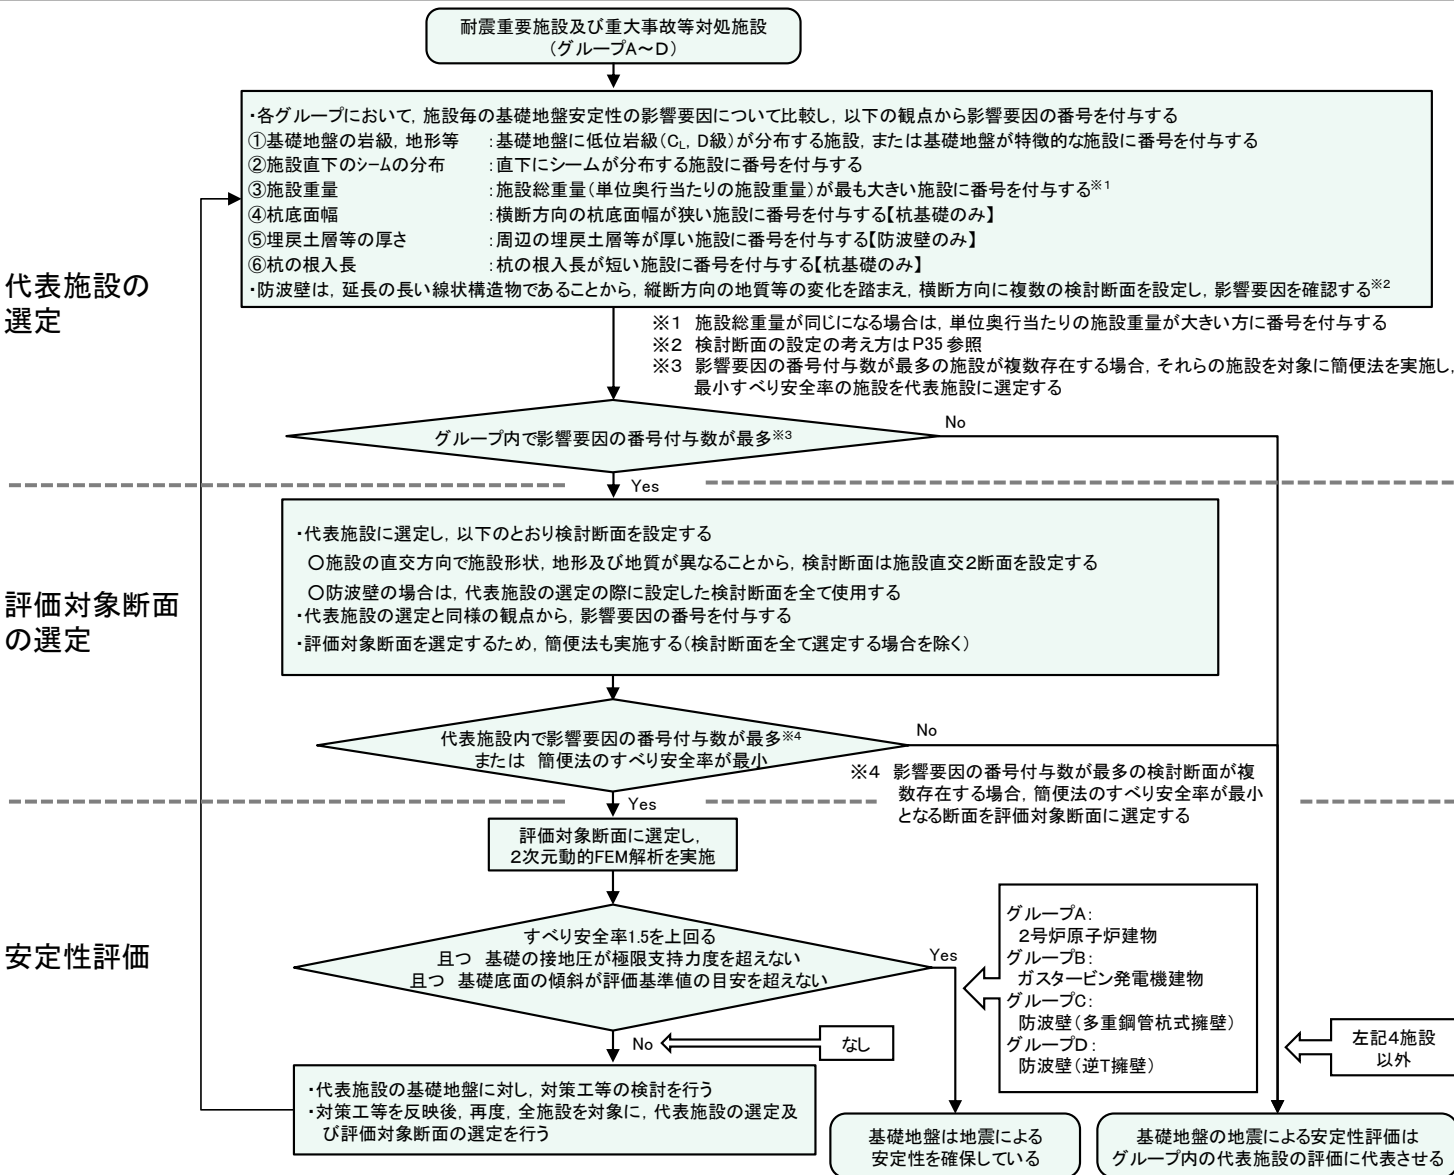 耐震重要施設及び重大事故等対処施設
(グループA～D)
・各グループにおいて，施設毎の基礎地盤安定性の影響要因について比較し，以下の観点から影響要因の番号を付与する
①基礎地盤の岩級，地形等　：基礎地盤に低位岩級(CL，D級)が分布する施設，または基礎地盤が特徴的な施設に番号を付与する
②施設直下のシームの分布　：直下にシームが分布する施設に番号を付与する
③施設重量　：施設総重量(単位奥行当たりの施設重量)が最も大きい施設に番号を付与する※1
④杭底面幅　：横断方向の杭底面幅が狭い施設に番号を付与する【杭基礎のみ】
⑤埋戻土層等の厚さ　：周辺の埋戻土層等が厚い施設に番号を付与する【防波壁のみ】
⑥杭の根入長　：杭の根入長が短い施設に番号を付与する【杭基礎のみ】
・防波壁は，延長の長い線状構造物であることから，縦断方向の地質等の変化を踏まえ，横断方向に複数の検討断面を設定し，影響要因を確認する※2
代表施設の
選定
※1　施設総重量が同じになる場合は，単位奥行当たりの施設重量が大きい方に番号を付与する
※2　検討断面の設定の考え方はP35参照
※3　影響要因の番号付与数が最多の施設が複数存在する場合，それらの施設を対象に簡便法を実施し，
最小すべり安全率の施設を代表施設に選定する
グループ内で影響要因の番号付与数が最多※3
No
Yes
・代表施設に選定し，以下のとおり検討断面を設定する
○施設の直交方向で施設形状，地形及び地質が異なることから，検討断面は施設直交2断面を設定する
○防波壁の場合は，代表施設の選定の際に設定した検討断面を全て使用する
・代表施設の選定と同様の観点から，影響要因の番号を付与する
・評価対象断面を選定するため，簡便法も実施する(検討断面を全て選定する場合を除く)
評価対象断面
の選定
代表施設内で影響要因の番号付与数が最多※4
または　簡便法のすべり安全率が最小
No
※4　影響要因の番号付与数が最多の検討断面が複
数存在する場合，簡便法のすべり安全率が最小
となる断面を評価対象断面に選定する
Yes
評価対象断面に選定し，
2次元動的FEM解析を実施
安定性評価
すべり安全率1.5を上回る
且つ　基礎の接地圧が極限支持力度を超えない
且つ　基礎底面の傾斜が評価基準値の目安を超えない
Yes
グループA：
2号炉原子炉建物
グループB：
ガスタービン発電機建物
グループC：
防波壁(多重鋼管杭式擁壁)
グループD：
防波壁(逆T擁壁)
左記4施設
以外
No
なし
・代表施設の基礎地盤に対し，対策工等の検討を行う
・対策工等を反映後，再度，全施設を対象に，代表施設の選定及
び評価対象断面の選定を行う
基礎地盤は地震による
安定性を確保している
基礎地盤の地震による安定性評価は
グループ内の代表施設の評価に代表させる